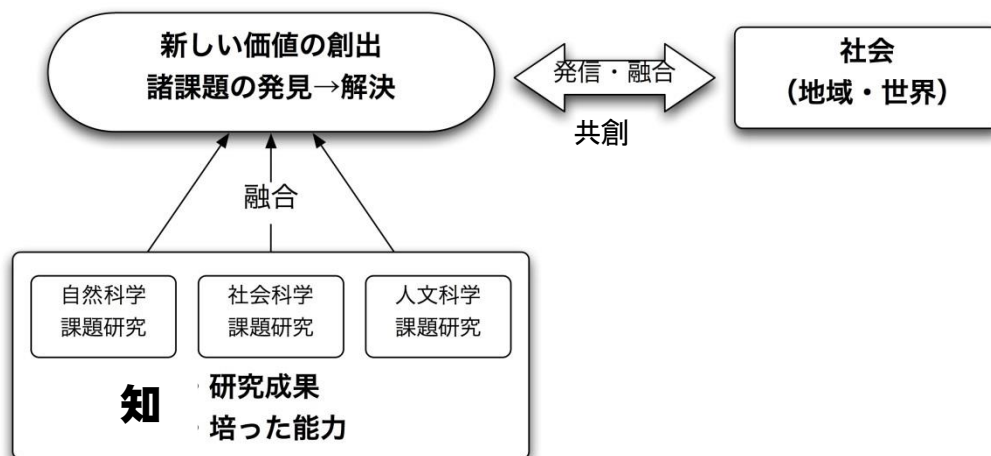 新しい価値の創出
諸課題の発見→解決
発信・融合
共創
社会
（地域・世界）
融合
自然科学
課題研究
社会科学
課題研究
人文科学
課題研究
知
研究成果
培った能力